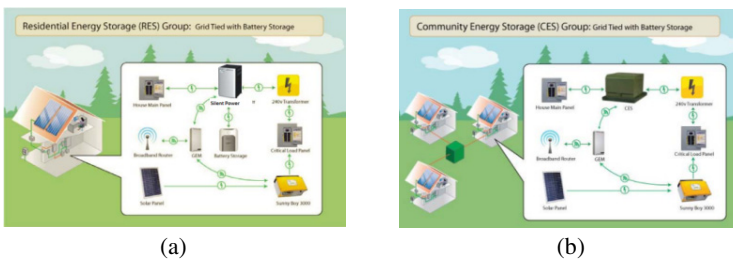 Residential Energy Storage (RES) Group: Grid Tied with Battery Storage
House Main Panel
Silent Power
240v Transformer
Broadband Router
GEM
Battery Storage
Critical Load Panel
Solar Panel
Sunny Boy 3000
(a)
Community Energy Storage (CES) Group: Grid Tied with Battery Storage
House Main Panel
CES
240v Transformer
Broadband Router
GEM
Critical Load Panel
Solar Panel
Sunny Boy 3000
(b)